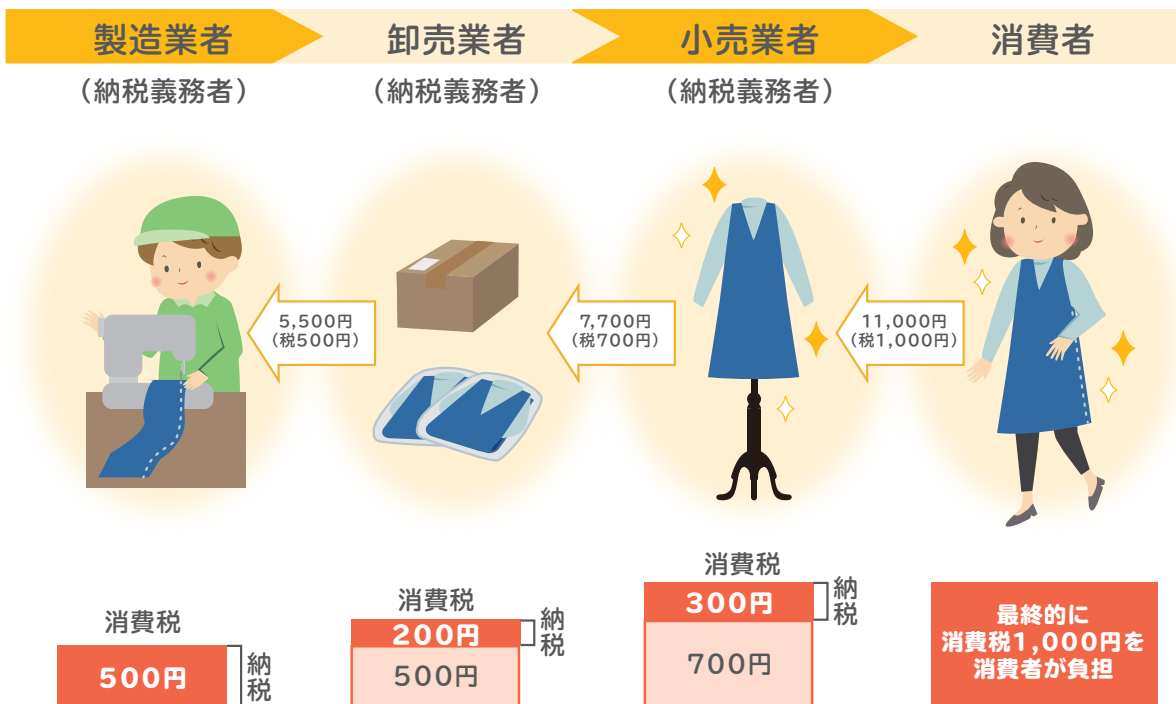 製造業者
卸売業者
小売業者
消費者
（納税義務者）
（納税義務者）
（納税義務者）
5,500円
（税500円）
7,700円
（税700円）
11,000円
（税1,000円）
消費税
500円
納税
消費税
200円
納税
500円
消費税
300円
納税
700円
最終的に
消費税1,000円を
消費者が負担